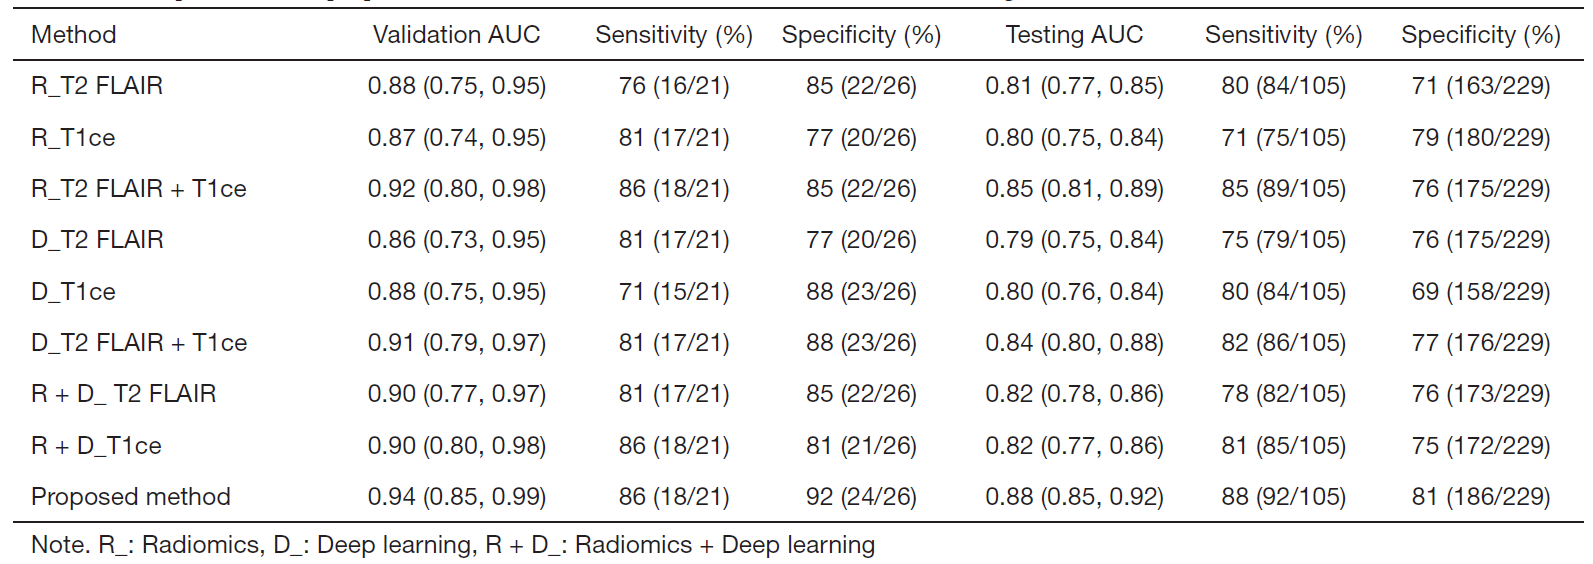 Method Validation AUC Sensitivity (%) Specificity (%) Testing AUC Sensitivity (%) Specificity (%)
R_T2 FLAIR 0.88 (0.75, 0.95) 76 (16/21) 85 (22/26) 0.81 (0.77, 0.85) 80 (84/105) 71 (163/229)
R_T1ce 0.87 (0.74, 0.95) 81 (17/21) 77 (20/26) 0.80 (0.75, 0.84) 71 (75/105) 79 (180/229)
R_T2 FLAIR + T1ce 0.92 (0.80, 0.98) 86 (18/21) 85 (22/26) 0.85 (0.81, 0.89) 85 (89/105) 76 (175/229)
D_T2 FLAIR 0.86 (0.73, 0.95) 81 (17/21) 77 (20/26) 0.79 (0.75, 0.84) 75 (79/105) 76 (175/229)
D_T1ce 0.88 (0.75, 0.95) 71 (15/21) 88 (23/26) 0.80 (0.76, 0.84) 80 (84/105) 69 (158/229)
D_T2 FLAIR + T1ce 0.91 (0.79, 0.97) 81 (17/21) 88 (23/26) 0.84 (0.80, 0.88) 82 (86/105) 77 (176/229)
R + D_ T2 FLAIR 0.90 (0.77, 0.97) 81 (17/21) 85 (22/26) 0.82 (0.78, 0.86) 78 (82/105) 76 (173/229)
R + D_T1ce 0.90 (0.80, 0.98) 86 (18/21) 81 (21/26) 0.82 (0.77, 0.86) 81 (85/105) 75 (172/229)
Proposed method 0.94 (0.85, 0.99) 86 (18/21) 92 (24/26) 0.88 (0.85, 0.92) 88 (92/105) 81 (186/229)
Note. R_: Radiomics, D_: Deep learning, R + D_: Radiomics + Deep learning